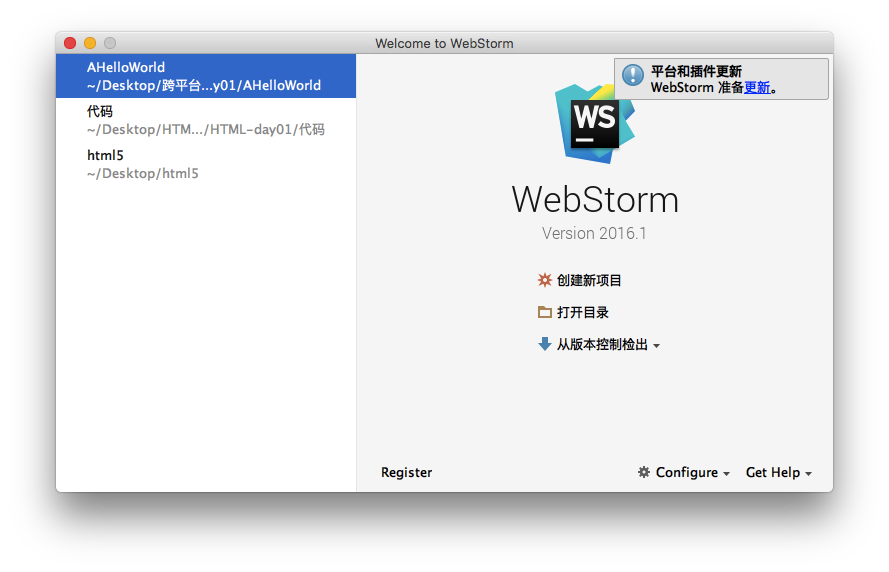 Welcome to WebStorm
AHelloWorld
~/Desktop/跨平台...y01/AHelloWorld
代码
~/Desktop/HTM.../HTML-day01/代码
html5
~/Desktop/html5
平台和插件更新
WebStorm 准备更新。
WS
WebStorm
Version 2016.1
创建新项目
打开目录
从版本控制检出
Register
Configure
Get Help